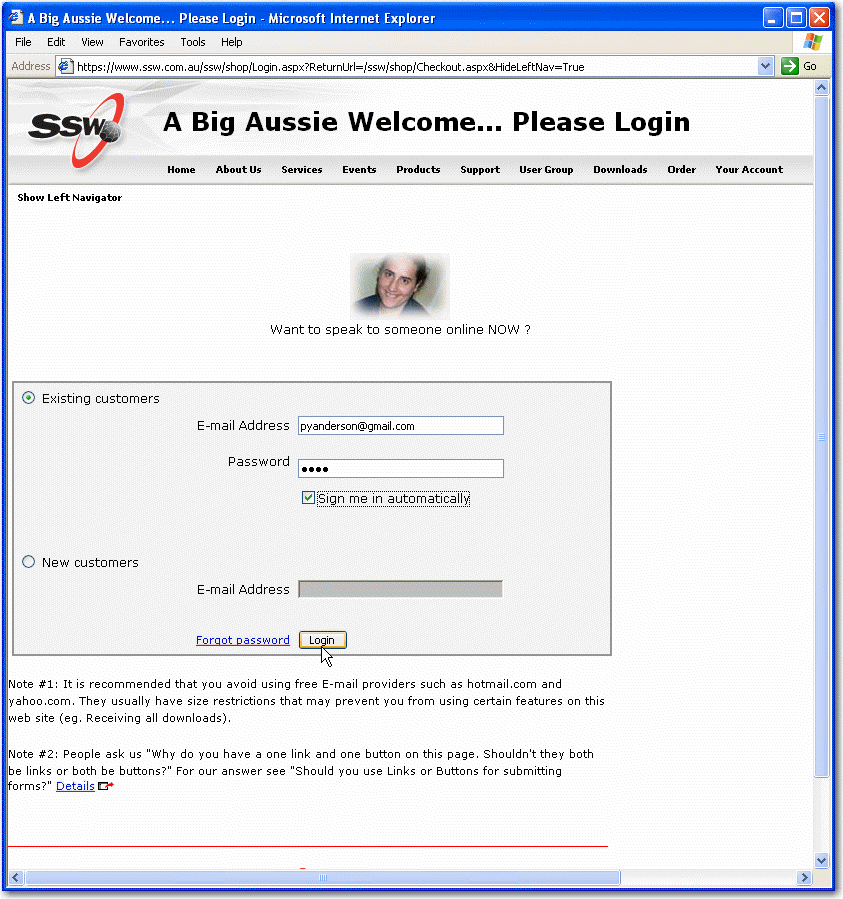 A Big Aussie Welcome... Please Login - Microsoft Internet Explorer
File Edit View Favorites Tools Help
Address https://www.ssw.com.au/ssw/shop/Login.aspx?ReturnUrl=/ssw/shop/Checkout.aspx&HideLeftNav=True Go
SSW
A Big Aussie Welcome... Please Login
Home About Us Services Events Products Support User Group Downloads Order Your Account
Show Left Navigator
Want to speak to someone online NOW ?
Existing customers
E-mail Address pyanderson@gmail.com
Password ●●●●
Sign me in automatically
New customers
E-mail Address
Forgot password Login
Note #1: It is recommended that you avoid using free E-mail providers such as hotmail.com and
yahoo.com. They usually have size restrictions that may prevent you from using certain features on this
web site (eg. Receiving all downloads).
Note #2: People ask us "Why do you have a one link and one button on this page. Shouldn't they both
be links or both be buttons?" For our answer see "Should you use Links or Buttons for submitting
forms?" Details